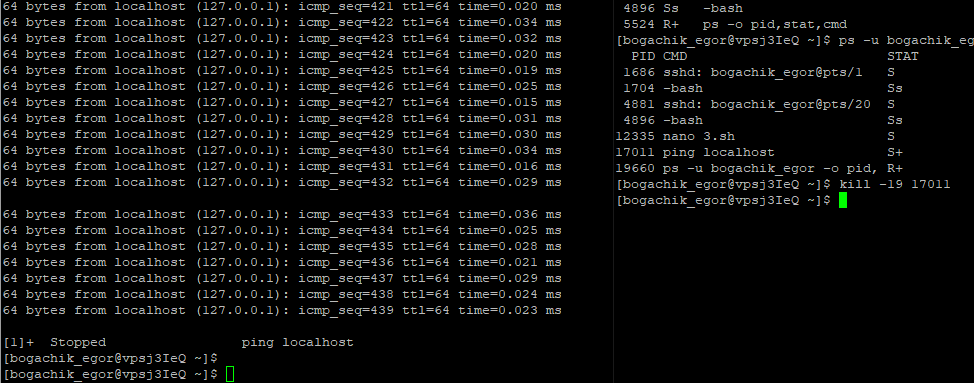 64 bytes from localhost (127.0.0.1): icmp_seq=421 ttl=64 time=0.020 ms
64 bytes from localhost (127.0.0.1): icmp_seq=422 ttl=64 time=0.034 ms
64 bytes from localhost (127.0.0.1): icmp_seq=423 ttl=64 time=0.032 ms
64 bytes from localhost (127.0.0.1): icmp_seq=424 ttl=64 time=0.020 ms
64 bytes from localhost (127.0.0.1): icmp_seq=425 ttl=64 time=0.019 ms
64 bytes from localhost (127.0.0.1): icmp_seq=426 ttl=64 time=0.025 ms
64 bytes from localhost (127.0.0.1): icmp_seq=427 ttl=64 time=0.015 ms
64 bytes from localhost (127.0.0.1): icmp_seq=428 ttl=64 time=0.031 ms
64 bytes from localhost (127.0.0.1): icmp_seq=429 ttl=64 time=0.030 ms
64 bytes from localhost (127.0.0.1): icmp_seq=430 ttl=64 time=0.034 ms
64 bytes from localhost (127.0.0.1): icmp_seq=431 ttl=64 time=0.016 ms
64 bytes from localhost (127.0.0.1): icmp_seq=432 ttl=64 time=0.029 ms
64 bytes from localhost (127.0.0.1): icmp_seq=433 ttl=64 time=0.036 ms
64 bytes from localhost (127.0.0.1): icmp_seq=434 ttl=64 time=0.025 ms
64 bytes from localhost (127.0.0.1): icmp_seq=435 ttl=64 time=0.028 ms
64 bytes from localhost (127.0.0.1): icmp_seq=436 ttl=64 time=0.021 ms
64 bytes from localhost (127.0.0.1): icmp_seq=437 ttl=64 time=0.029 ms
64 bytes from localhost (127.0.0.1): icmp_seq=438 ttl=64 time=0.024 ms
64 bytes from localhost (127.0.0.1): icmp_seq=439 ttl=64 time=0.023 ms
[1]+  Stopped                 ping localhost
[bogachik_egor@vpsj3IeQ ~]$
[bogachik_egor@vpsj3IeQ ~]$
4896 Ss   -bash
5524 R+   ps -o pid,stat,cmd
[bogachik_egor@vpsj3IeQ ~]$ ps -u bogachik_eg
PID CMD                         STAT
1686 sshd: bogachik_egor@pts/1   S
1704 -bash                       Ss
4881 sshd: bogachik_egor@pts/20  S
4896 -bash                       Ss
12335 nano 3.sh                   S
17011 ping localhost              S+
19660 ps -u bogachik_egor -o pid, R+
[bogachik_egor@vpsj3IeQ ~]$ kill -19 17011
[bogachik_egor@vpsj3IeQ ~]$